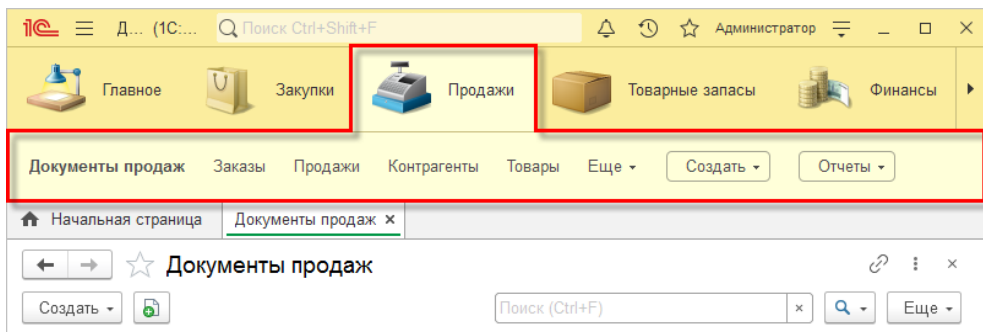 1С Д... (1С:... Поиск Ctrl+Shift+F Администратор
Главное Закупки Продажи Товарные запасы Финансы
Документы продаж Заказы Продажи Контрагенты Товары Еще Создать Отчеты
Начальная страница Документы продаж
Документы продаж
Создать Поиск (Ctrl+F) Еще